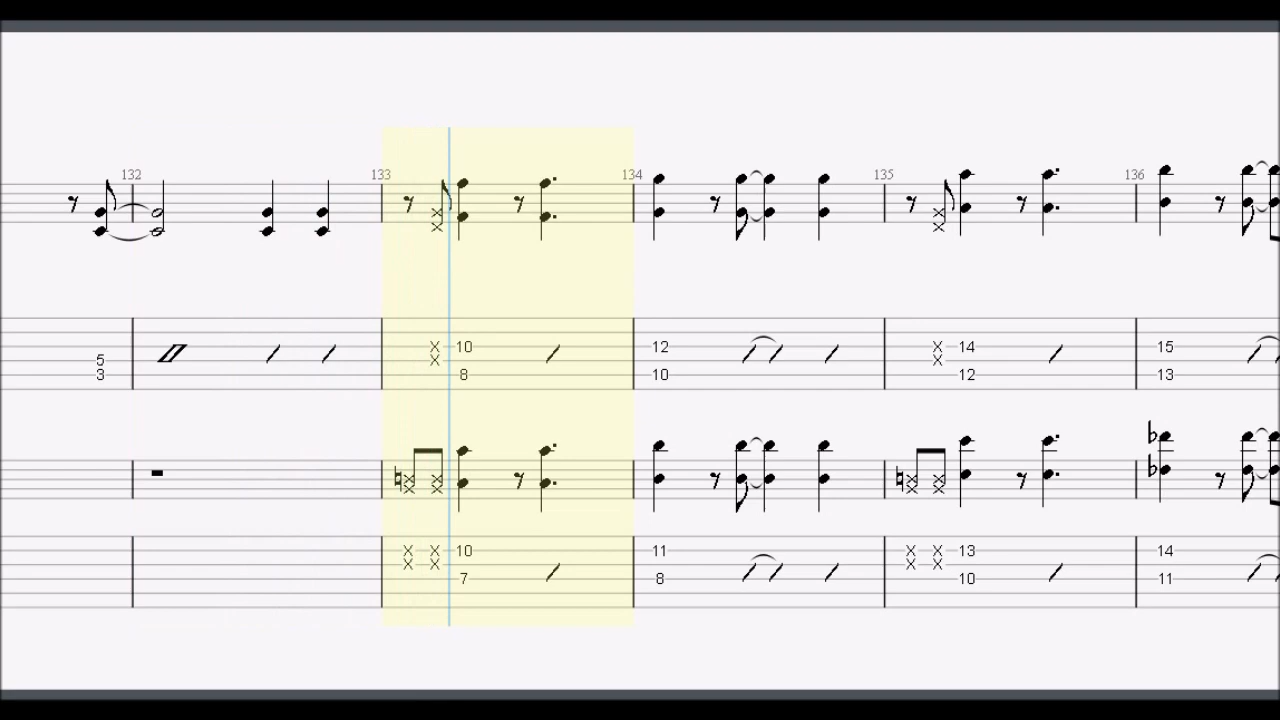 132 133 134 135 136
X 10 12 X 14 15
5 X X
3 8 10 12 13
X X 10 11 X X 13 14
X X X X
7 8 10 11